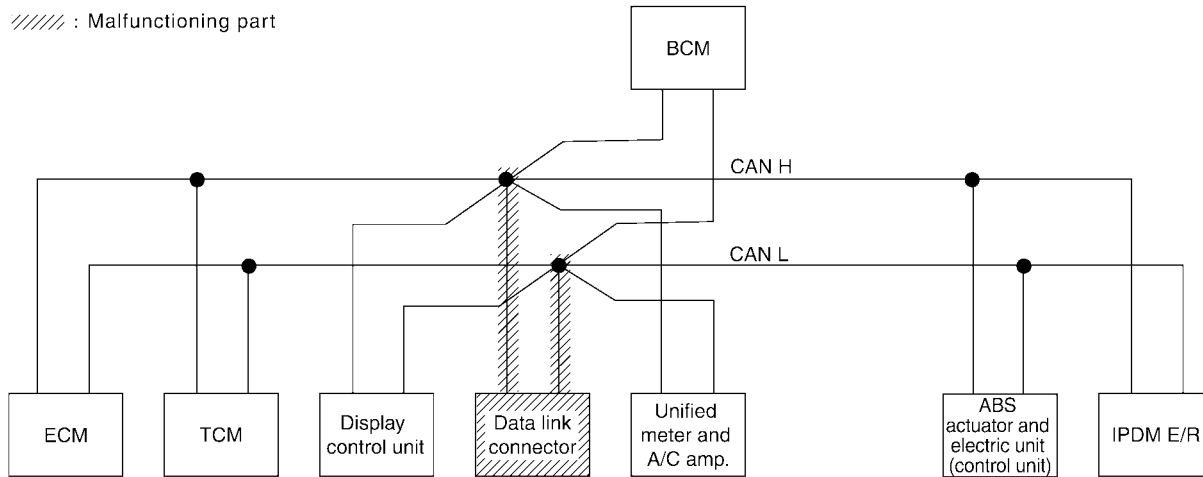 : Malfunctioning part
BCM
CAN H
CAN L
ECM
TCM
Display
control unit
Data link
connector
Unified
meter and
A/C amp.
ABS
actuator and
electric unit
(control unit)
IPDM E/R